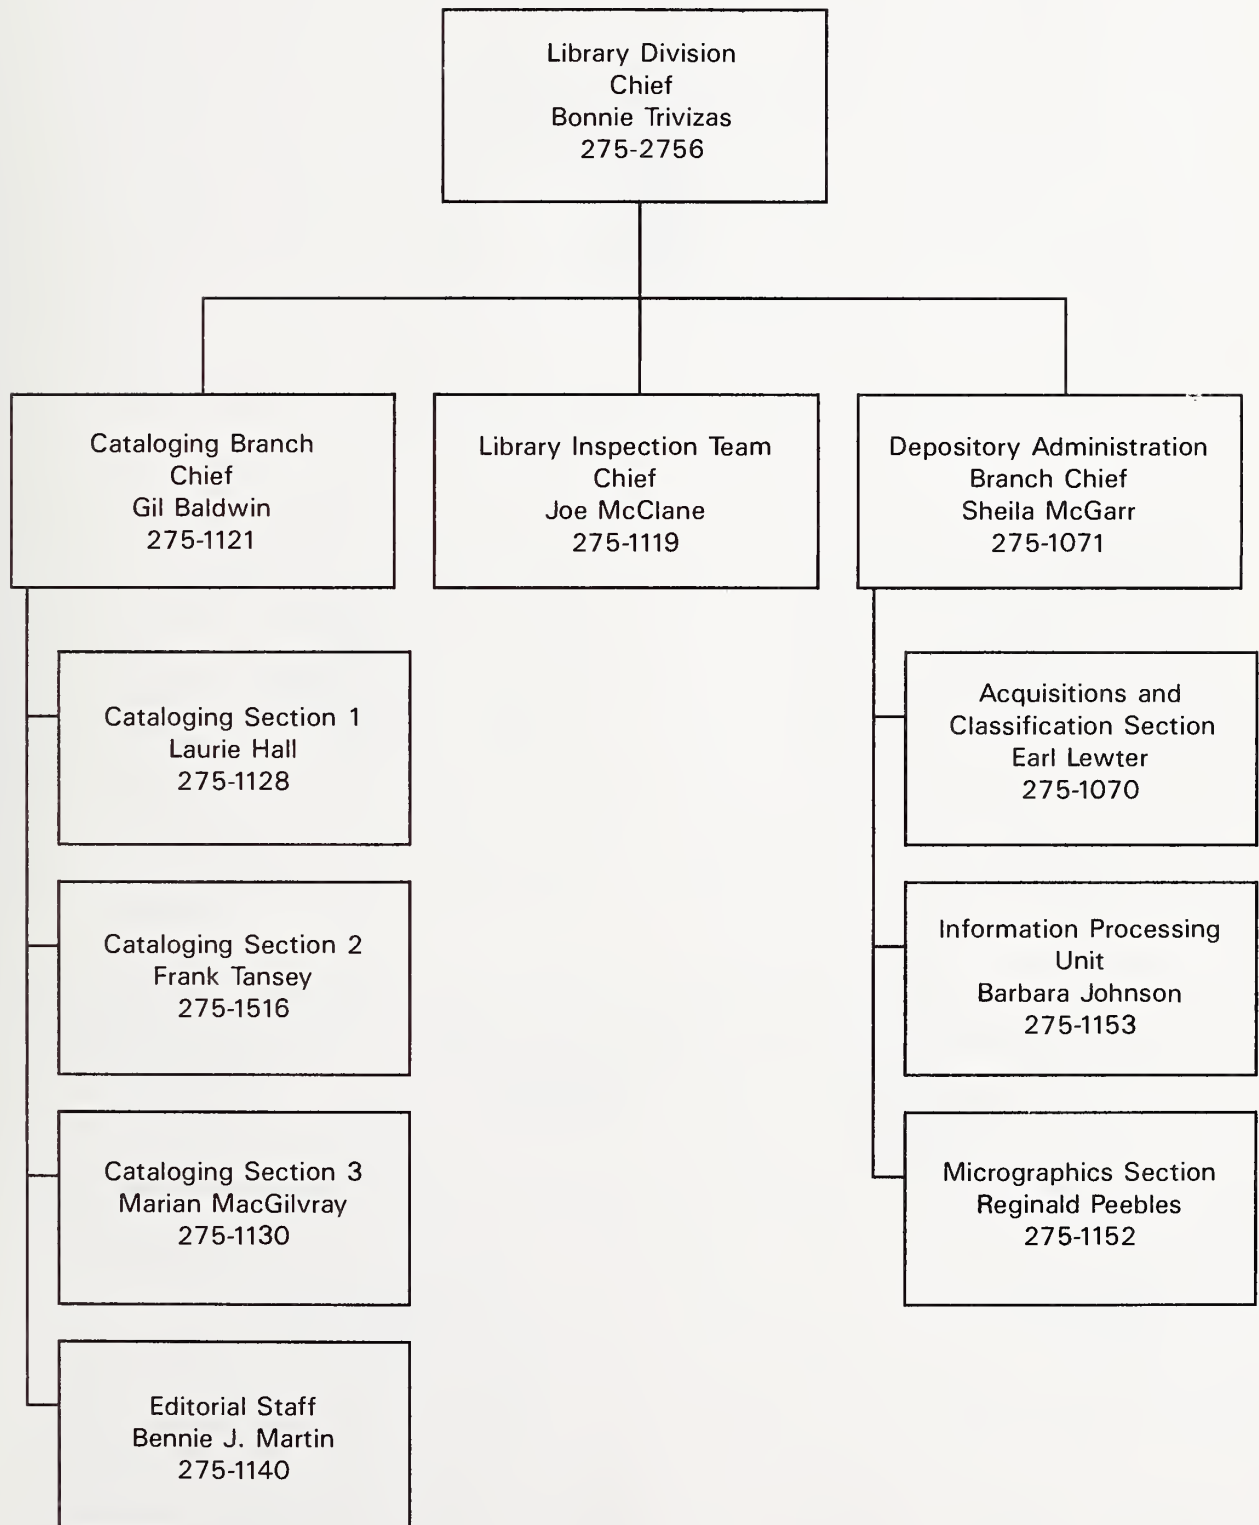 Library Division
Chief
Bonnie Trivizas
275-2756
Cataloging Branch
Chief
Gil Baldwin
275-1121
Library Inspection Team
Chief
Joe McClane
275-1119
Depository Administration
Branch Chief
Sheila McGarr
275-1071
Cataloging Section 1
Laurie Hall
275-1128
Cataloging Section 2
Frank Tansey
275-1516
Cataloging Section 3
Marian MacGilvray
275-1130
Editorial Staff
Bennie J. Martin
275-1140
Acquisitions and
Classification Section
Earl Lewter
275-1070
Information Processing
Unit
Barbara Johnson
275-1153
Micrographics Section
Reginald Peebles
275-1152